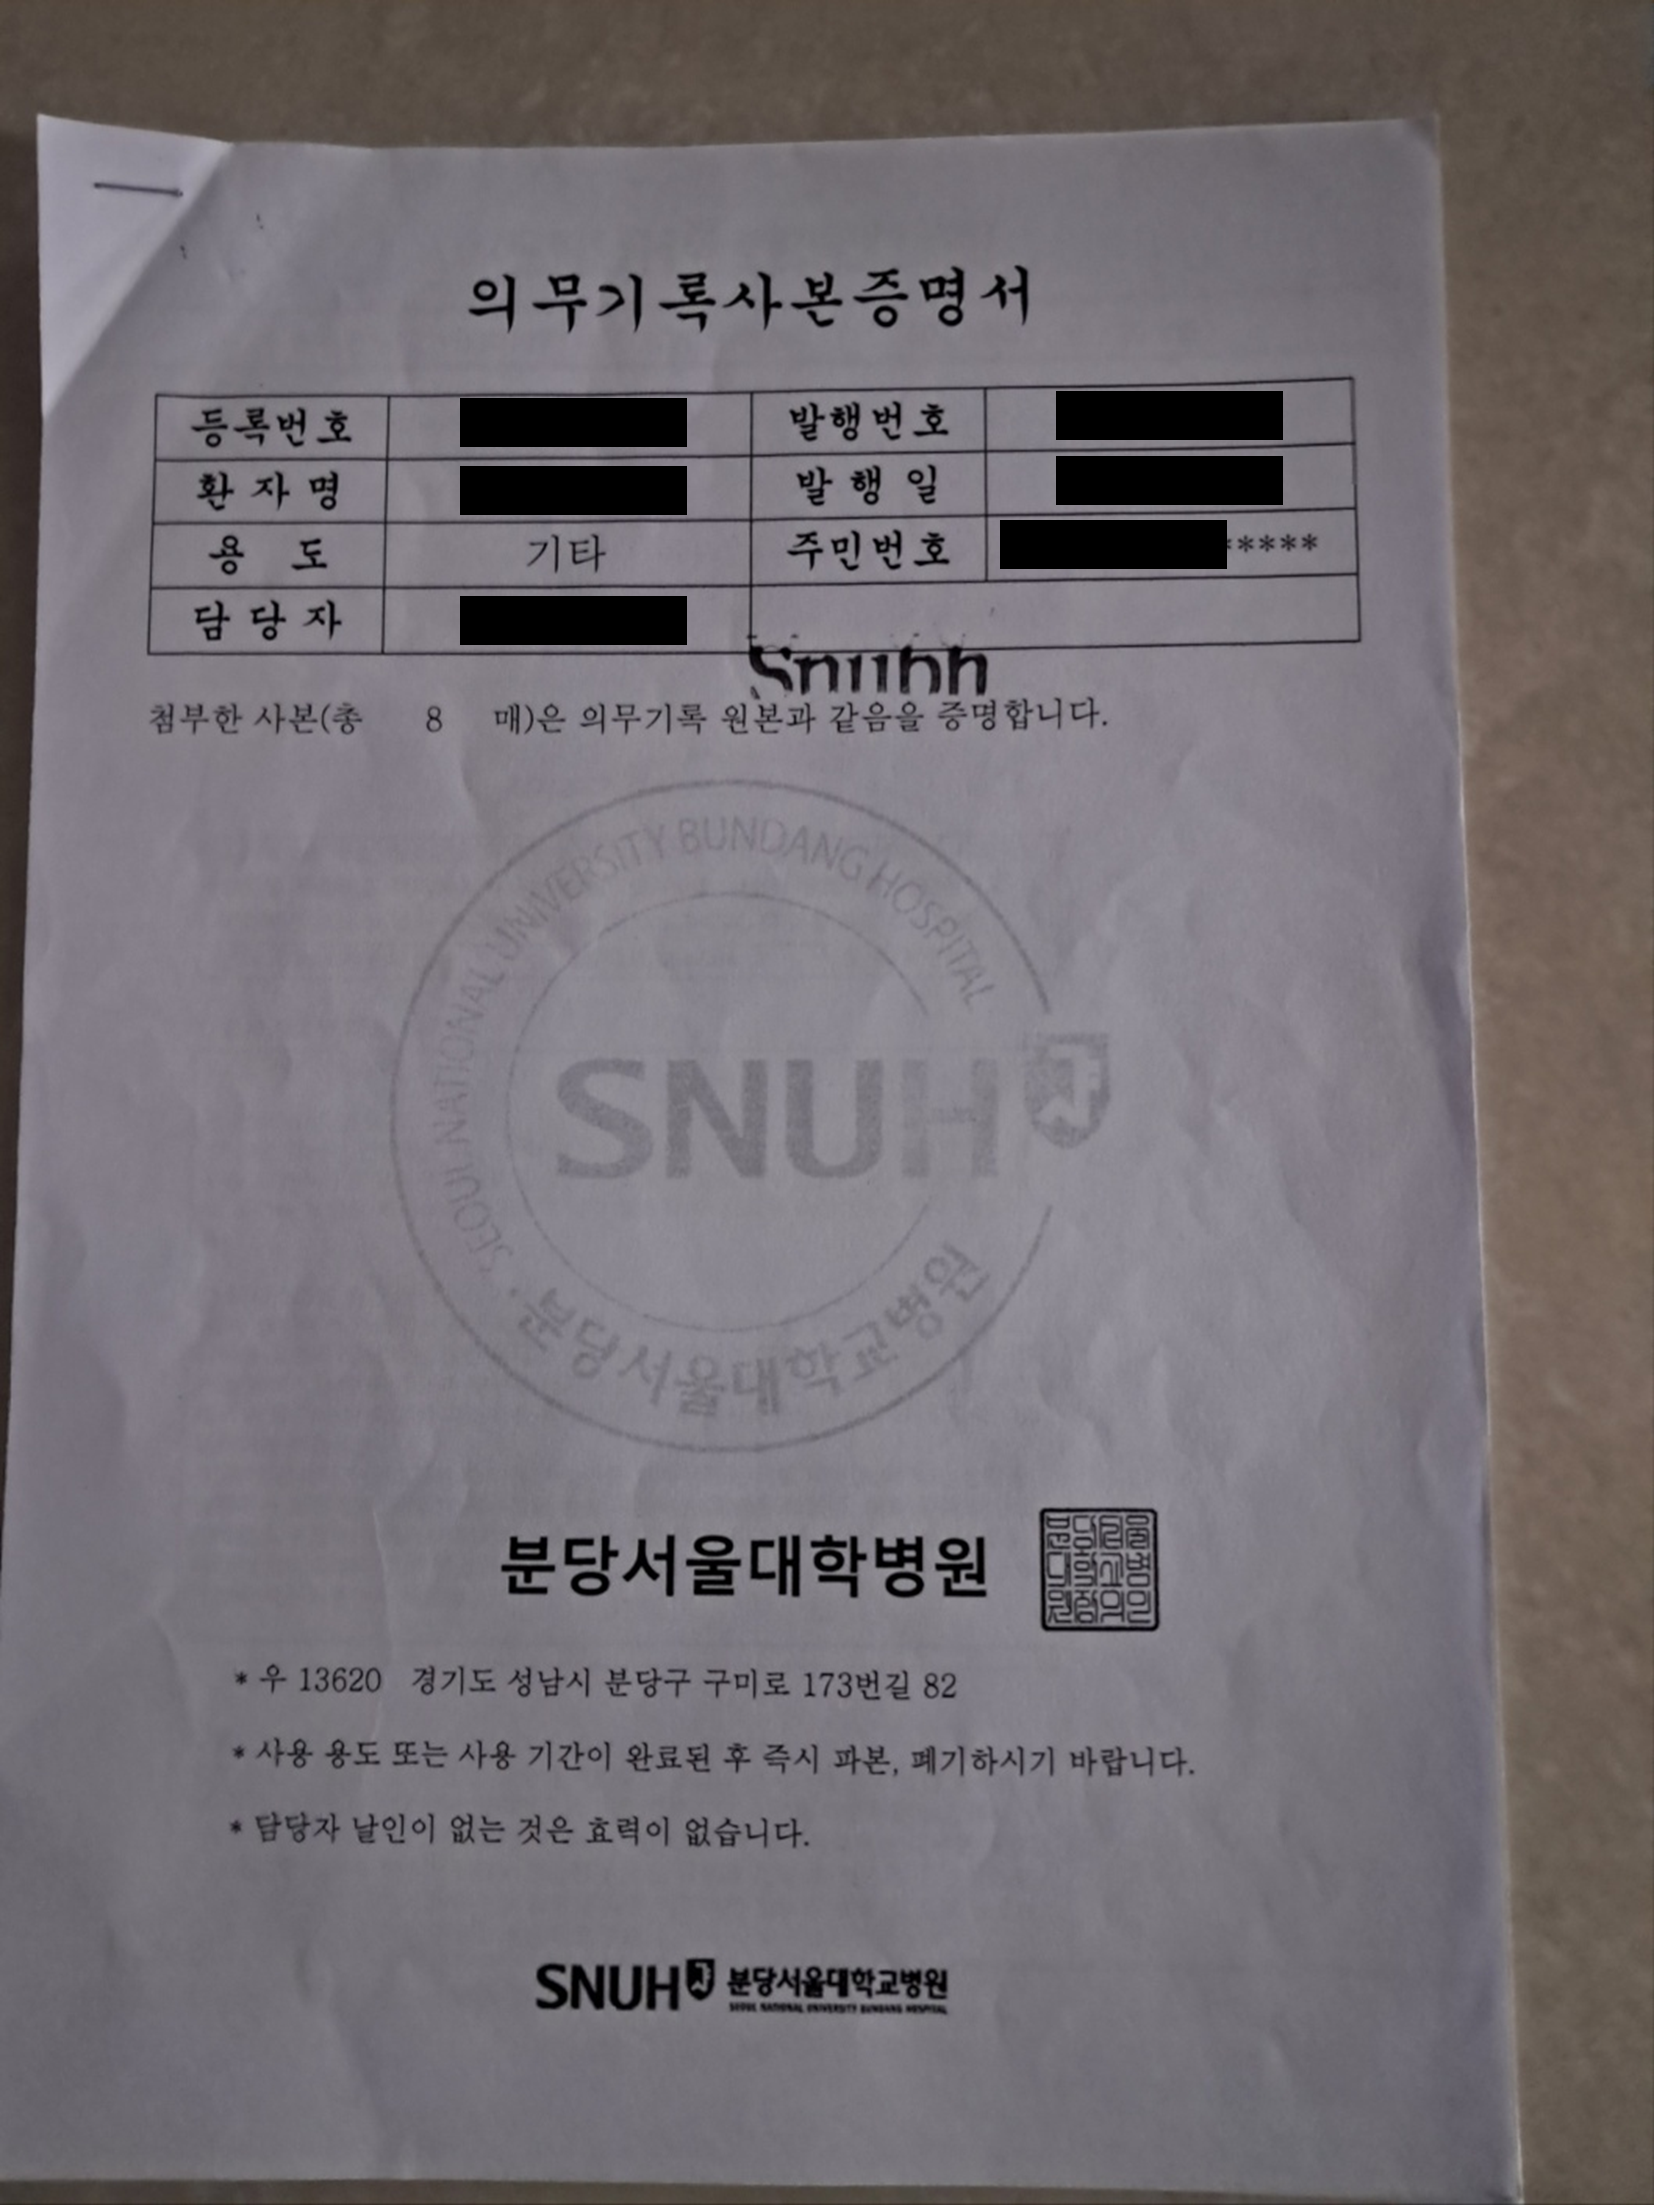 의무기록사본증명서
등록번호 발행번호
환자명 발행일
용도 기타 주민번호 *****
담당자
Snubh
첨부한 사본(총 8 매)은 의무기록 원본과 같음을 증명합니다.
SEOUL NATIONAL UNIVERSITY BUNDANG HOSPITAL
SNUH
분당서울대학교병원
분당서울대학병원
* 우 13620 경기도 성남시 분당구 구미로 173번길 82
* 사용 용도 또는 사용 기간이 완료된 후 즉시 파본, 폐기하시기 바랍니다.
* 담당자 날인이 없는 것은 효력이 없습니다.
SNUH 분당서울대학교병원
SEOUL NATIONAL UNIVERSITY BUNDANG HOSPITAL